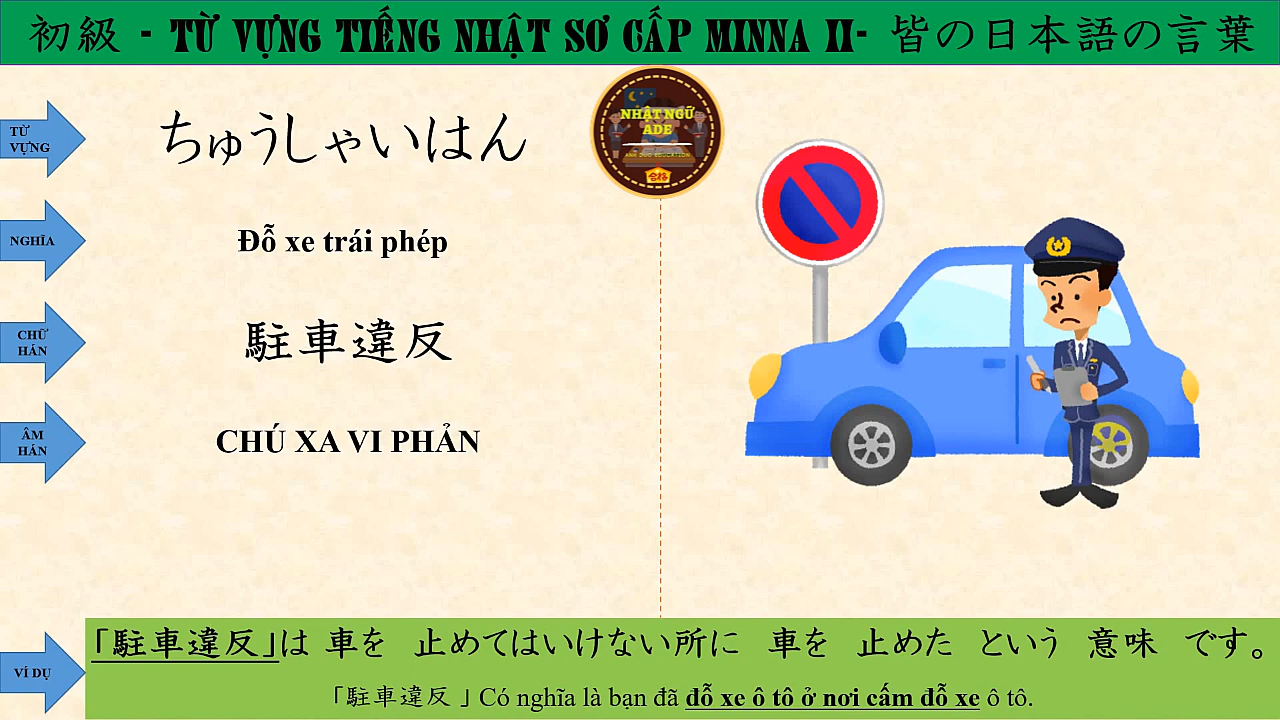 初級 - TỪ VỰNG TIẾNG NHẬT SƠ CẤP MINNA II- 皆の日本語の言葉
NHẬT NGỮ
ADE
ANH DUC EDUCATION
合格
TỪ
VỰNG
ちゅうしゃいはん
NGHĨA
Đỗ xe trái phép
CHỮ
HÁN
駐車違反
ÂM
HÁN
CHÚ XA VI PHẢN
VÍ DỤ
「駐車違反」は 車を 止めてはいけない所に 車を 止めた という 意味 です。
「駐車違反 」Có nghĩa là bạn đã đỗ xe ô tô ở nơi cấm đỗ xe ô tô.